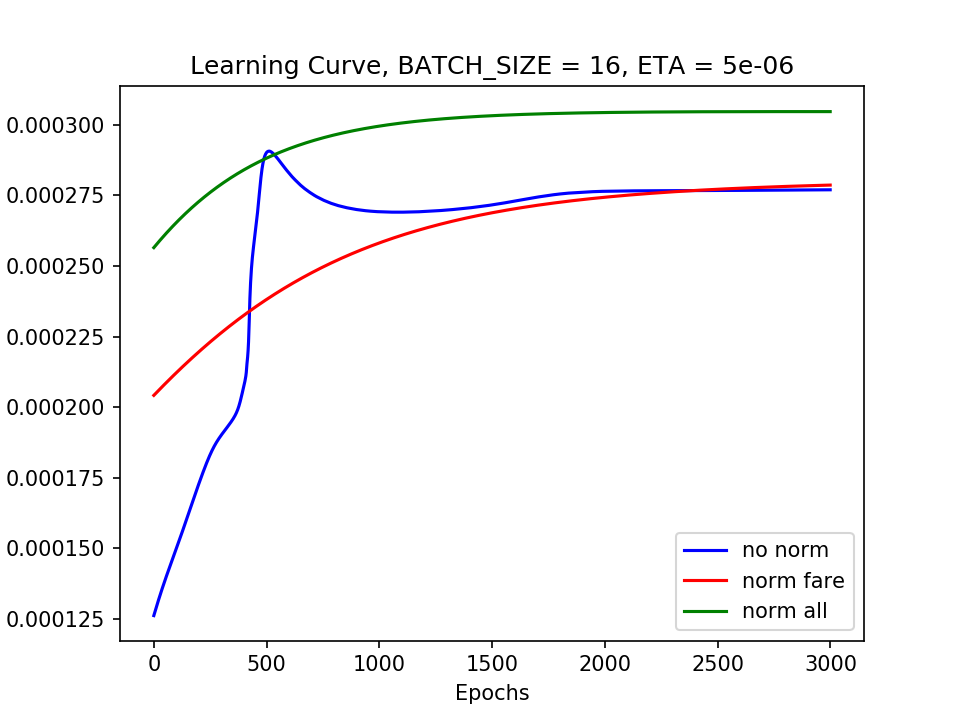 Learning Curve, BATCH_SIZE = 16, ETA = 5e-06
0.000300
0.000275
0.000250
0.000225
0.000200
0.000175
0.000150
0.000125
no norm
norm fare
norm all
0 500 1000 1500 2000 2500 3000
Epochs